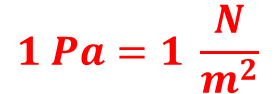 1 Pa = 1 N/m²